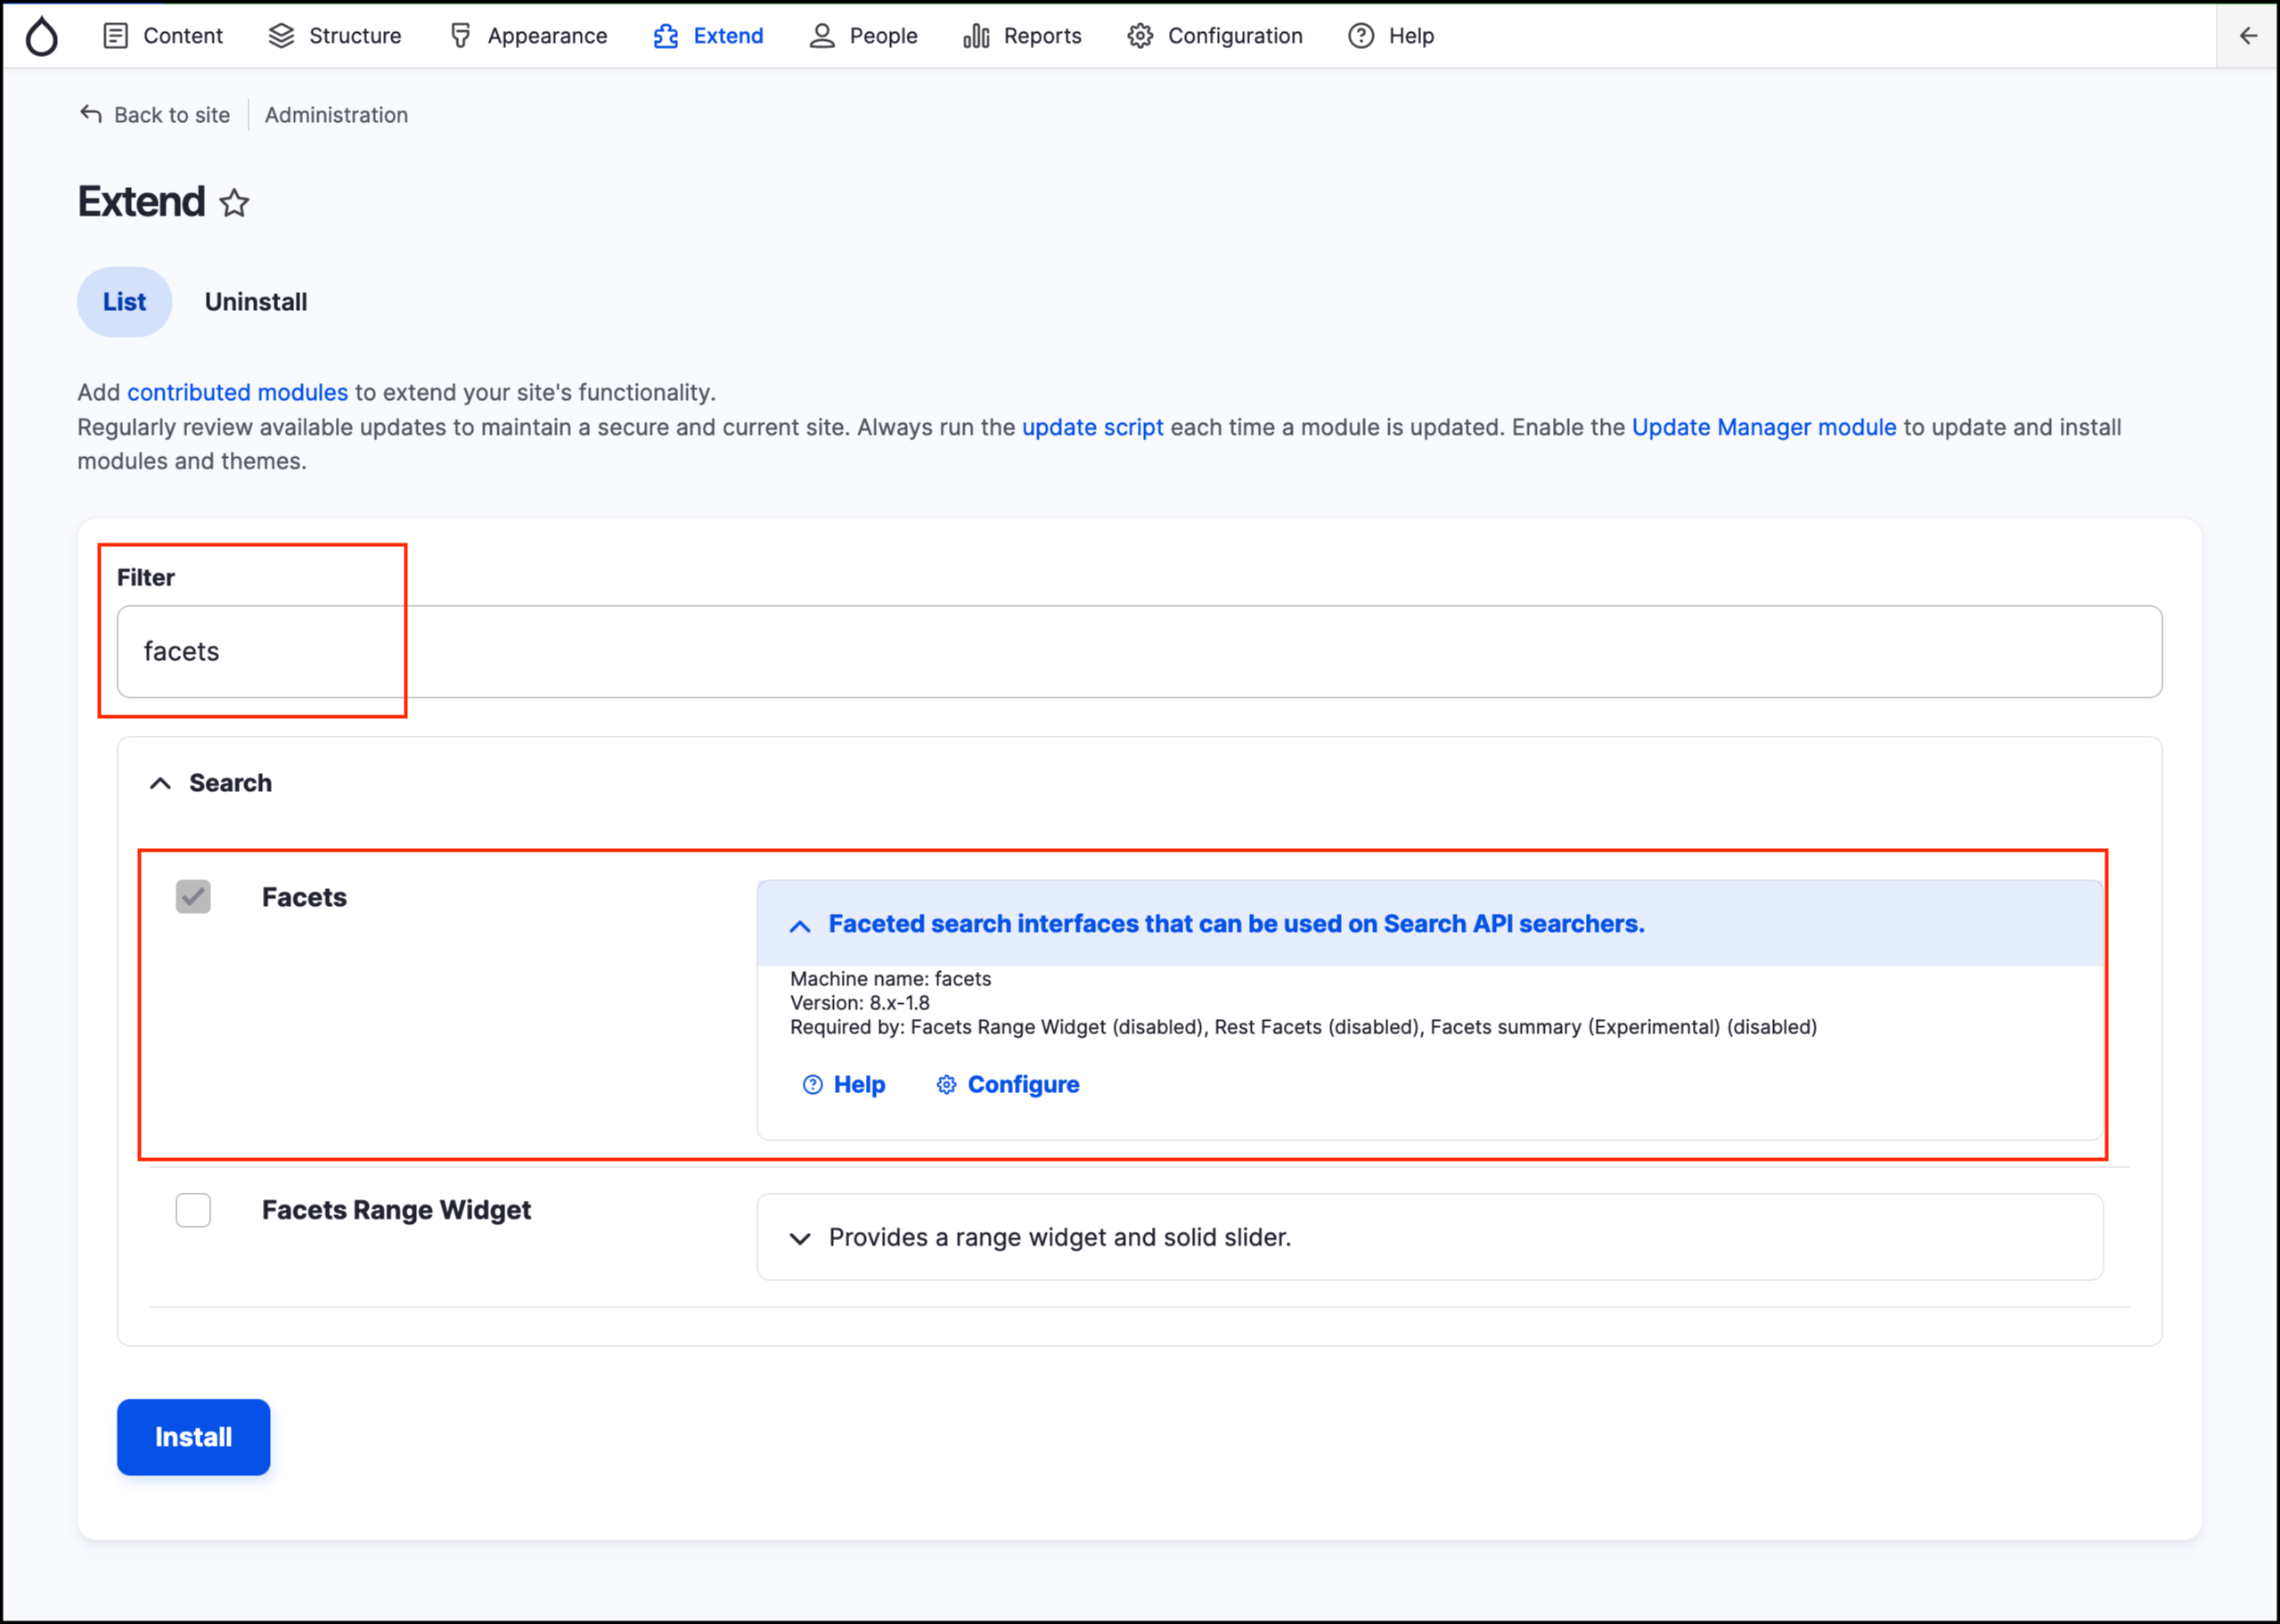 Content Structure Appearance Extend People Reports Configuration Help
Back to site Administration
Extend
List Uninstall
Add contributed modules to extend your site's functionality.
Regularly review available updates to maintain a secure and current site. Always run the update script each time a module is updated. Enable the Update Manager module to update and install
modules and themes.
Filter
facets
Search
Facets
Faceted search interfaces that can be used on Search API searchers.
Machine name: facets
Version: 8.x-1.8
Required by: Facets Range Widget (disabled), Rest Facets (disabled), Facets summary (Experimental) (disabled)
Help Configure
Facets Range Widget
Provides a range widget and solid slider.
Install